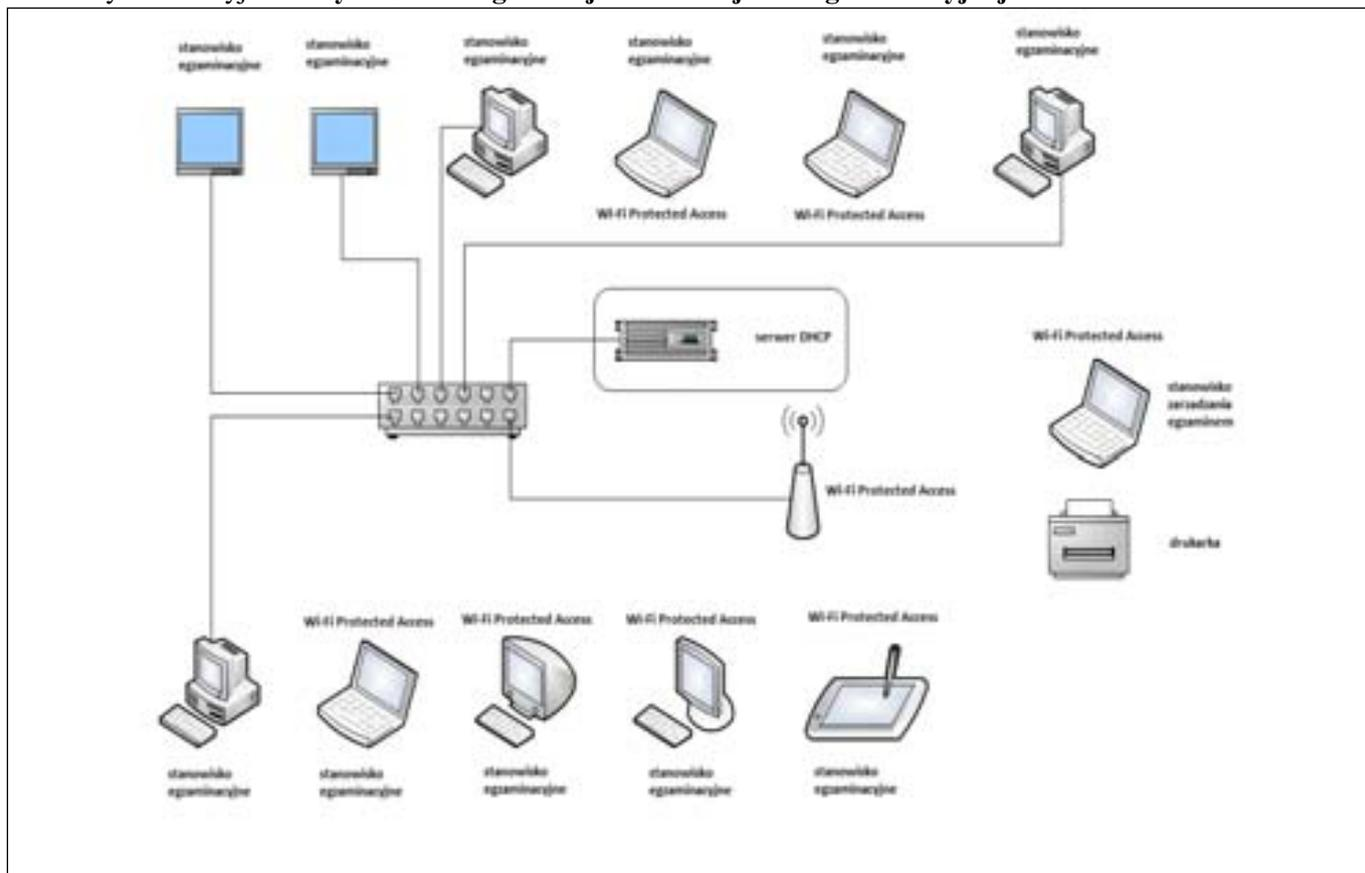 stanowisko
egzaminacyjne
stanowisko
egzaminacyjne
stanowisko
egzaminacyjne
stanowisko
egzaminacyjne
stanowisko
egzaminacyjne
stanowisko
egzaminacyjne
Wi-Fi Protected Access
Wi-Fi Protected Access
serwer DHCP
Wi-Fi Protected Access
stanowisko
zarzadzania
egzaminem
Wi-Fi Protected Access
drukarka
Wi-Fi Protected Access
Wi-Fi Protected Access
Wi-Fi Protected Access
Wi-Fi Protected Access
stanowisko
egzaminacyjne
stanowisko
egzaminacyjne
stanowisko
egzaminacyjne
stanowisko
egzaminacyjne
stanowisko
egzaminacyjne